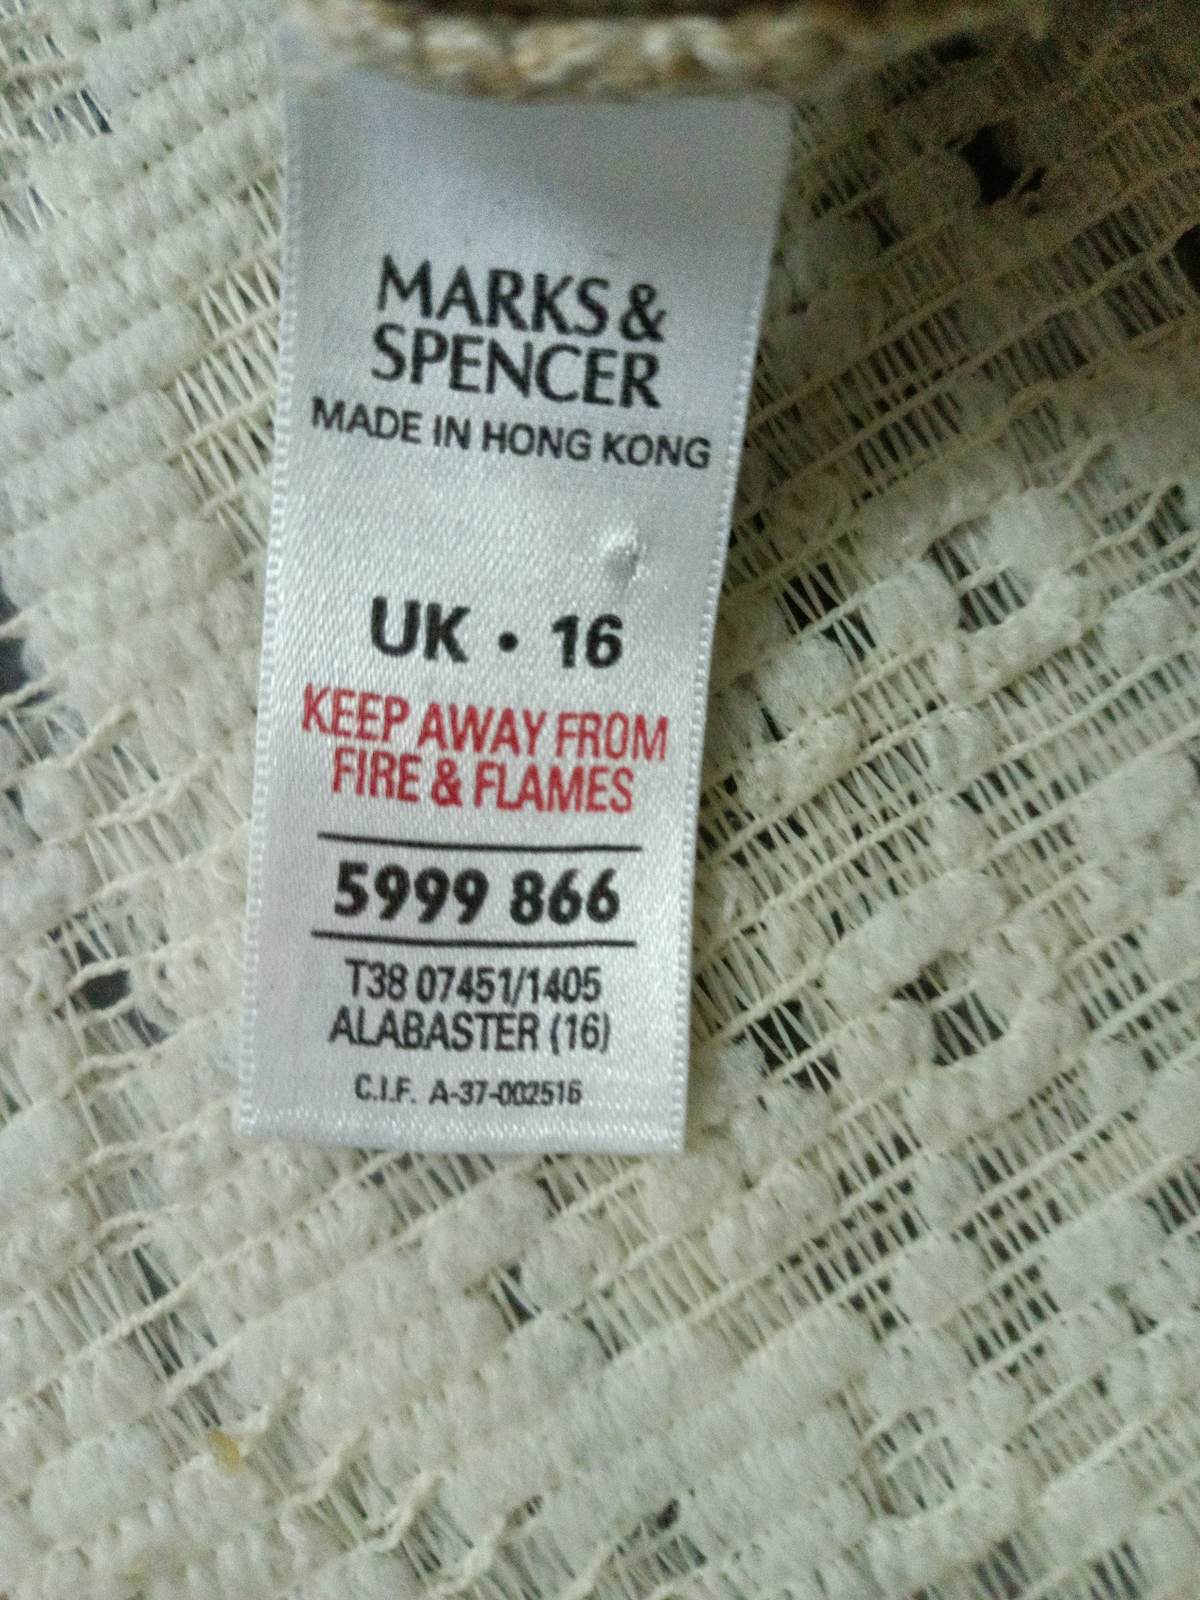 MARKS &
SPENCER
MADE IN HONG KONG
UK • 16
KEEP AWAY FROM
FIRE & FLAMES
5999 866
T38 07451/1405
ALABASTER (16)
C.I.F. A-37-002516